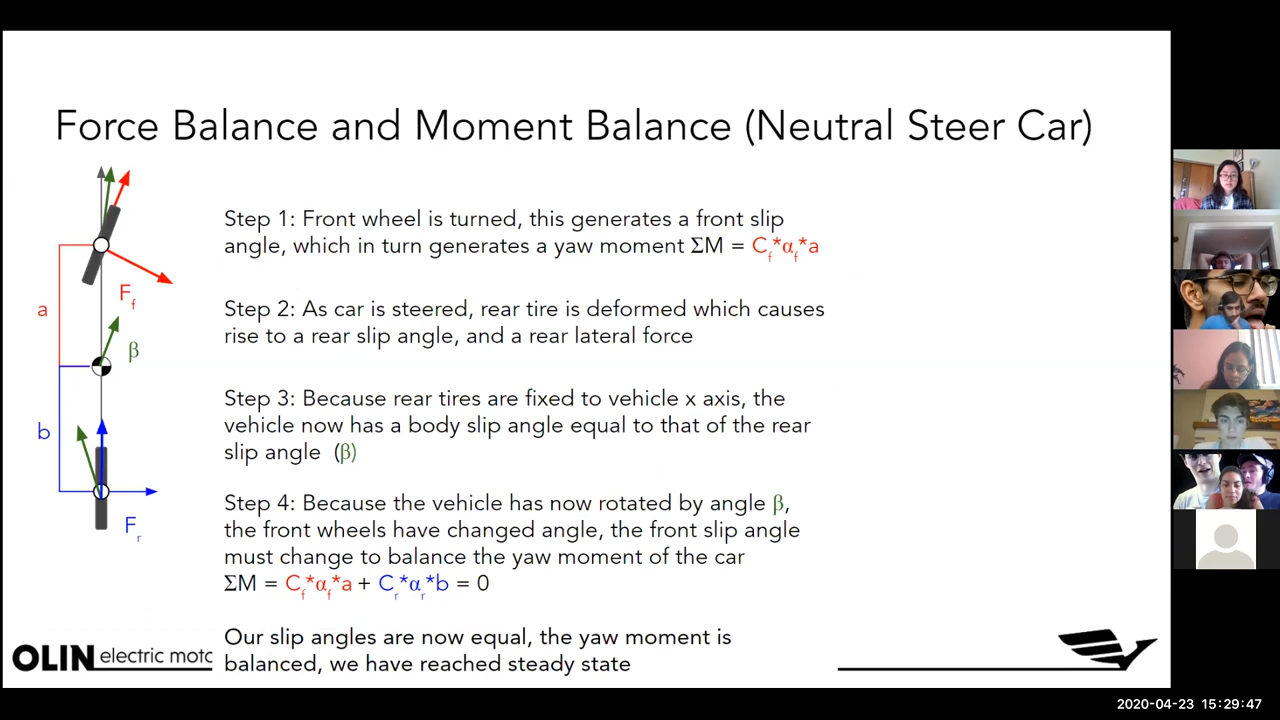 Force Balance and Moment Balance (Neutral Steer Car)
Step 1: Front wheel is turned, this generates a front slip
angle, which in turn generates a yaw moment ΣM = C_f*α_f*a
F_f
a
Step 2: As car is steered, rear tire is deformed which causes
rise to a rear slip angle, and a rear lateral force
β
Step 3: Because rear tires are fixed to vehicle x axis, the
vehicle now has a body slip angle equal to that of the rear
slip angle (β)
b
Step 4: Because the vehicle has now rotated by angle β,
the front wheels have changed angle, the front slip angle
must change to balance the yaw moment of the car
ΣM = C_f*α_f*a + C_r*α_r*b = 0
F_r
Our slip angles are now equal, the yaw moment is
balanced, we have reached steady state
OLIN electric moto
2020-04-23 15:29:47